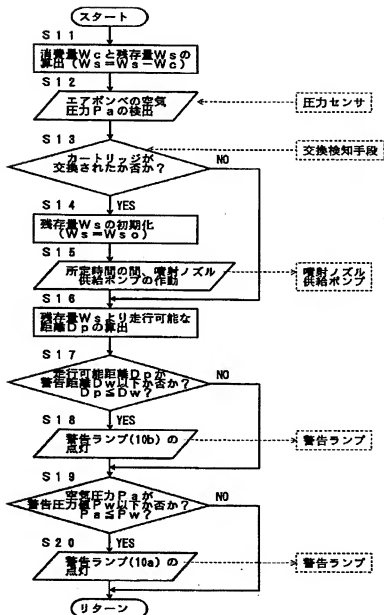 スタート
S11
消費量Wcと残存量Wsの
算出(Ws=Ws-Wc)
S12
エアボンベの空気
圧力Paの検出
圧力センサ
S13
交換検知手段
カートリッジが
交換されたか否か?
NO
YES
S14
残存量Wsの初期化
(Ws=Wso)
S15
所定時間の間、噴射ノズル
供給ポンプの作動
噴射ノズル
供給ポンプ
S16
残存量Wsより走行可能な
距離Dpの算出
S17
走行可能距離Dpが
警告距離Dw以下か否か?
Dp≦Dw?
NO
YES
S18
警告ランプ(10b)の
点灯
警告ランプ
S19
空気圧力Paが
警告圧力値Pw以下か否か?
Pa≦Pw?
NO
YES
S20
警告ランプ(10a)の
点灯
警告ランプ
リターン